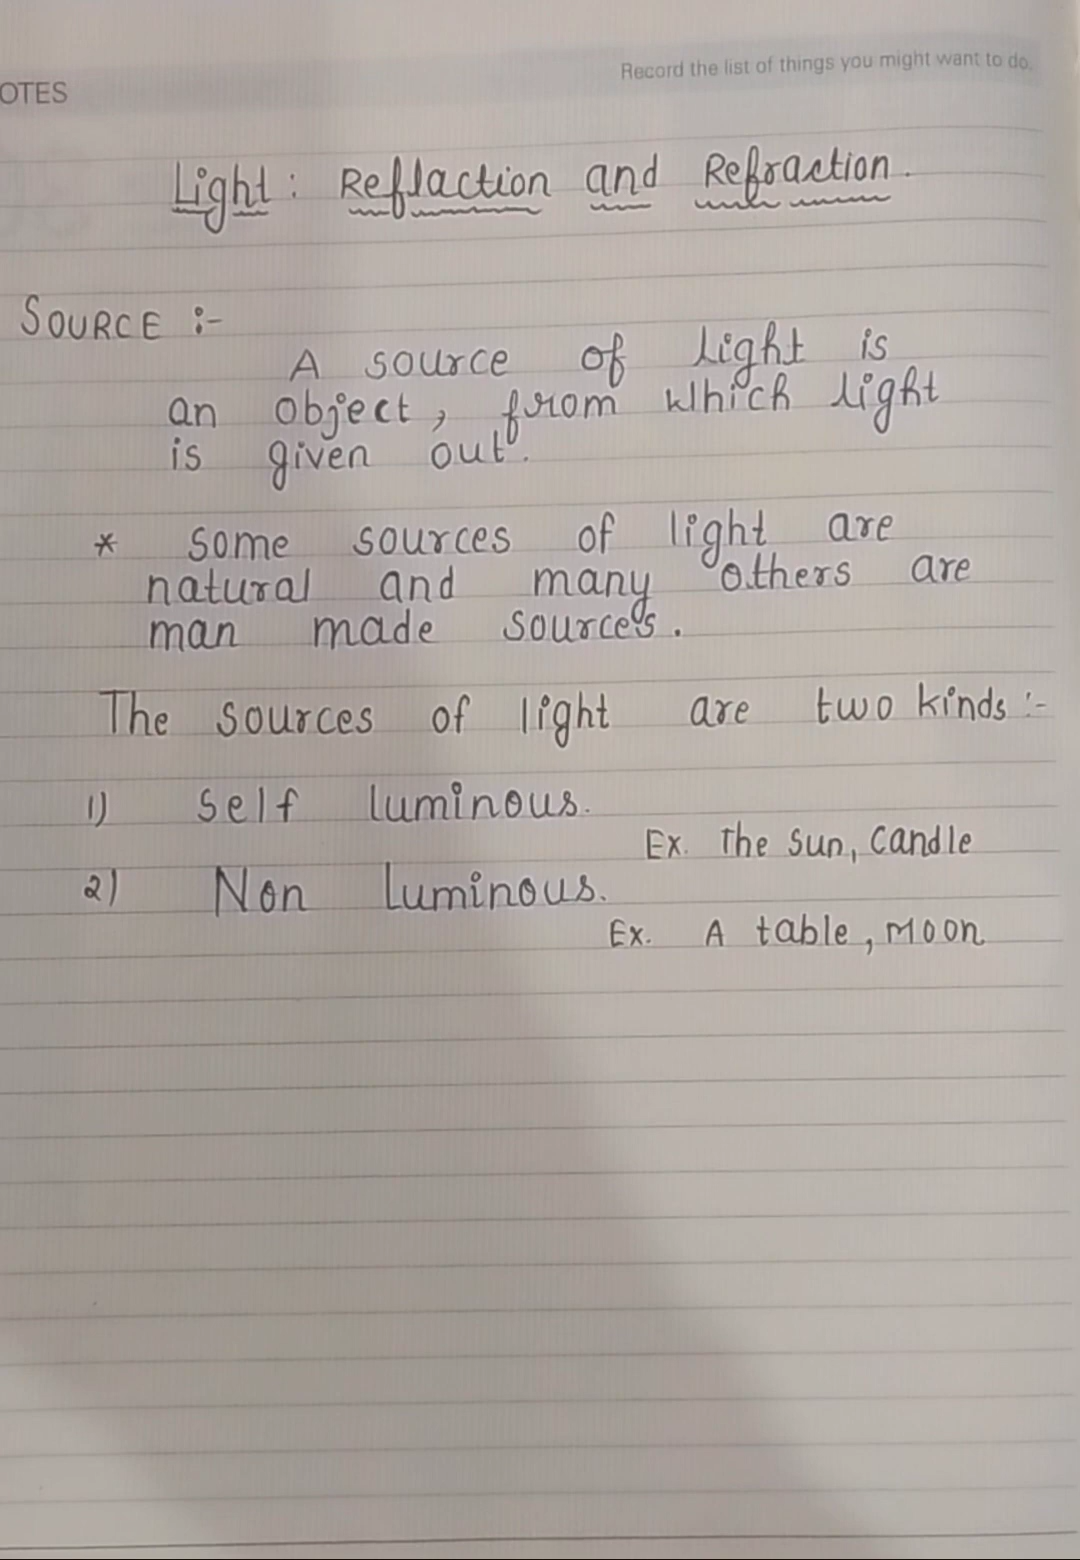 OTES
Record the list of things you might want to do.
Light: Reflaction and Refraction.
SOURCE :-
A source of Light is
an object, from which light
is given out.
* some sources of light are
natural and many others are
man made sources.
The sources of light are two kinds :-
1) Self luminous.
Ex. The Sun, Candle
2) Non Luminous.
Ex. A table, Moon